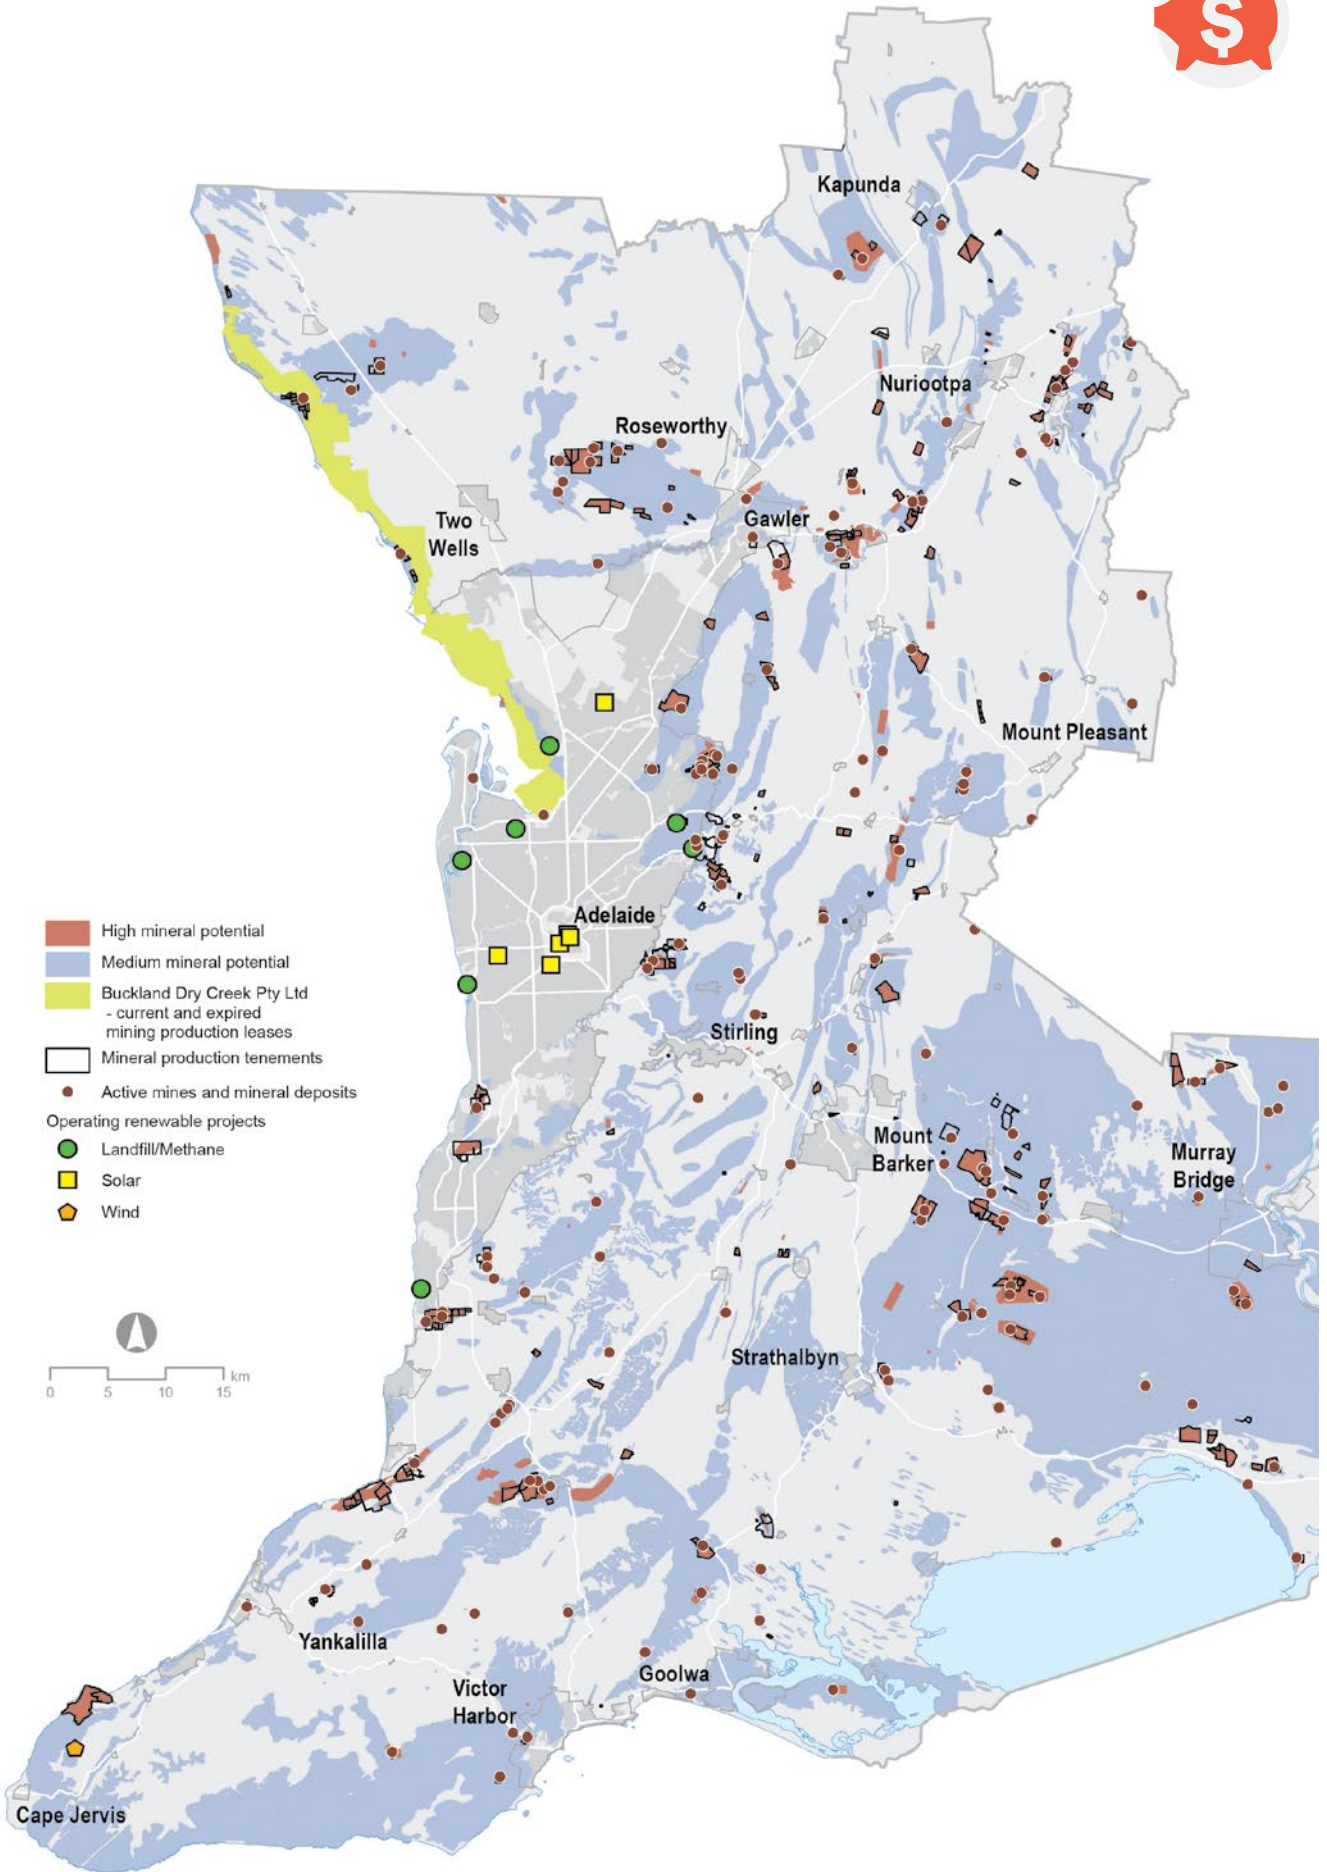 $
Kapunda
Nuriootpa
Roseworthy
Two
Wells
Gawler
Mount Pleasant
Adelaide
High mineral potential
Medium mineral potential
Buckland Dry Creek Pty Ltd
- current and expired
mining production leases
Mineral production tenements
Active mines and mineral deposits
Operating renewable projects
Landfill/Methane
Solar
Wind
Stirling
Mount
Barker
Murray
Bridge
km
0 5 10 15
Strathalbyn
Yankalilla
Goolwa
Victor
Harbor
Cape Jervis